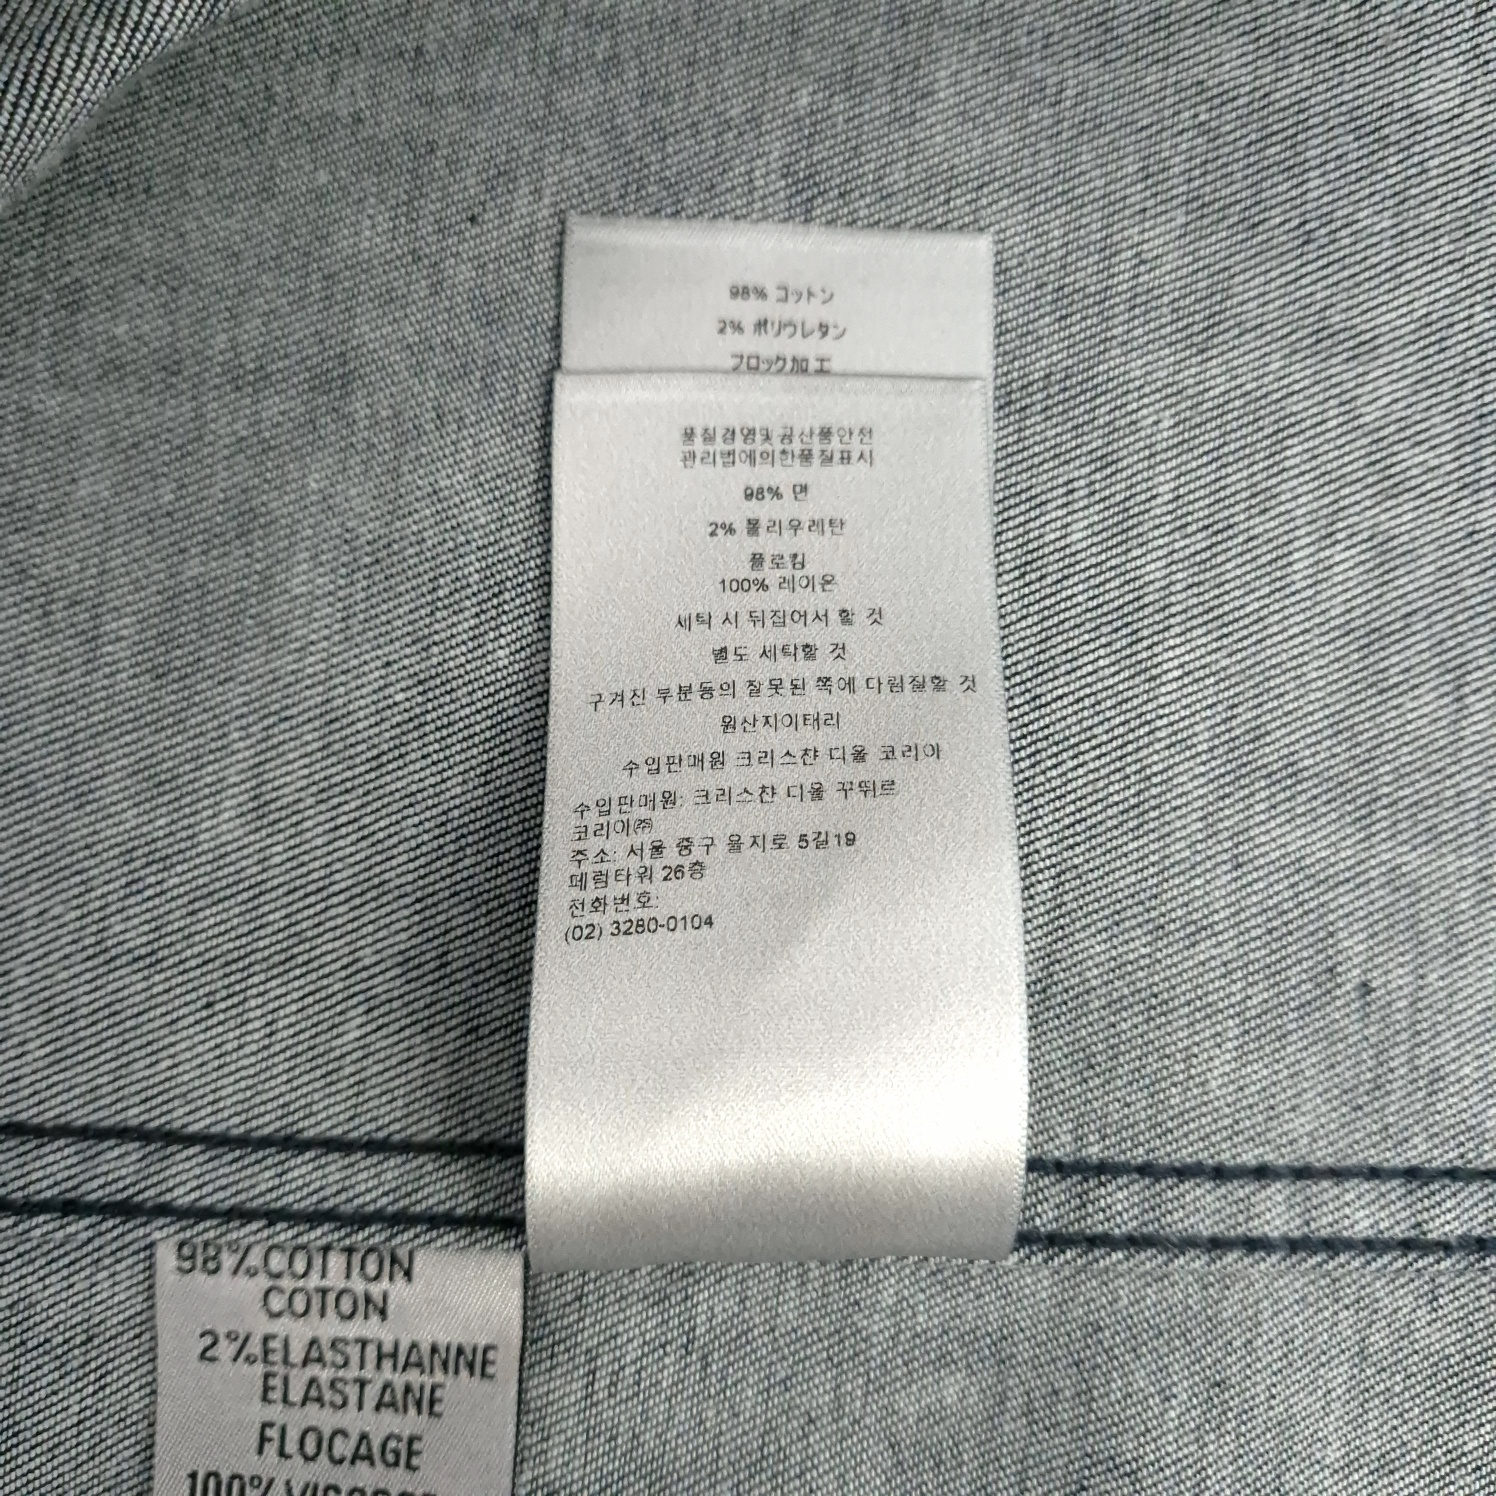 98% コットン
2% ポリウレタン
フロック加工
품질경영및공산품안전
관리법에의한품질표시
98% 면
2% 폴리우레탄
플로킹
100% 레이온
세탁 시 뒤집어서 할 것
별도 세탁할 것
구겨진 부분등의 잘못된 쪽에 다림질할 것
원산지이태리
수입판매원 크리스챤 디올 코리아
수입판매원: 크리스챤 디올 꾸뛰르
코리아㈜
주소: 서울 중구 을지로 5길19
페럼타워 26층
전화번호:
(02) 3280-0104
98% COTTON
COTON
2% ELASTHANNE
ELASTANE
FLOCAGE
100%